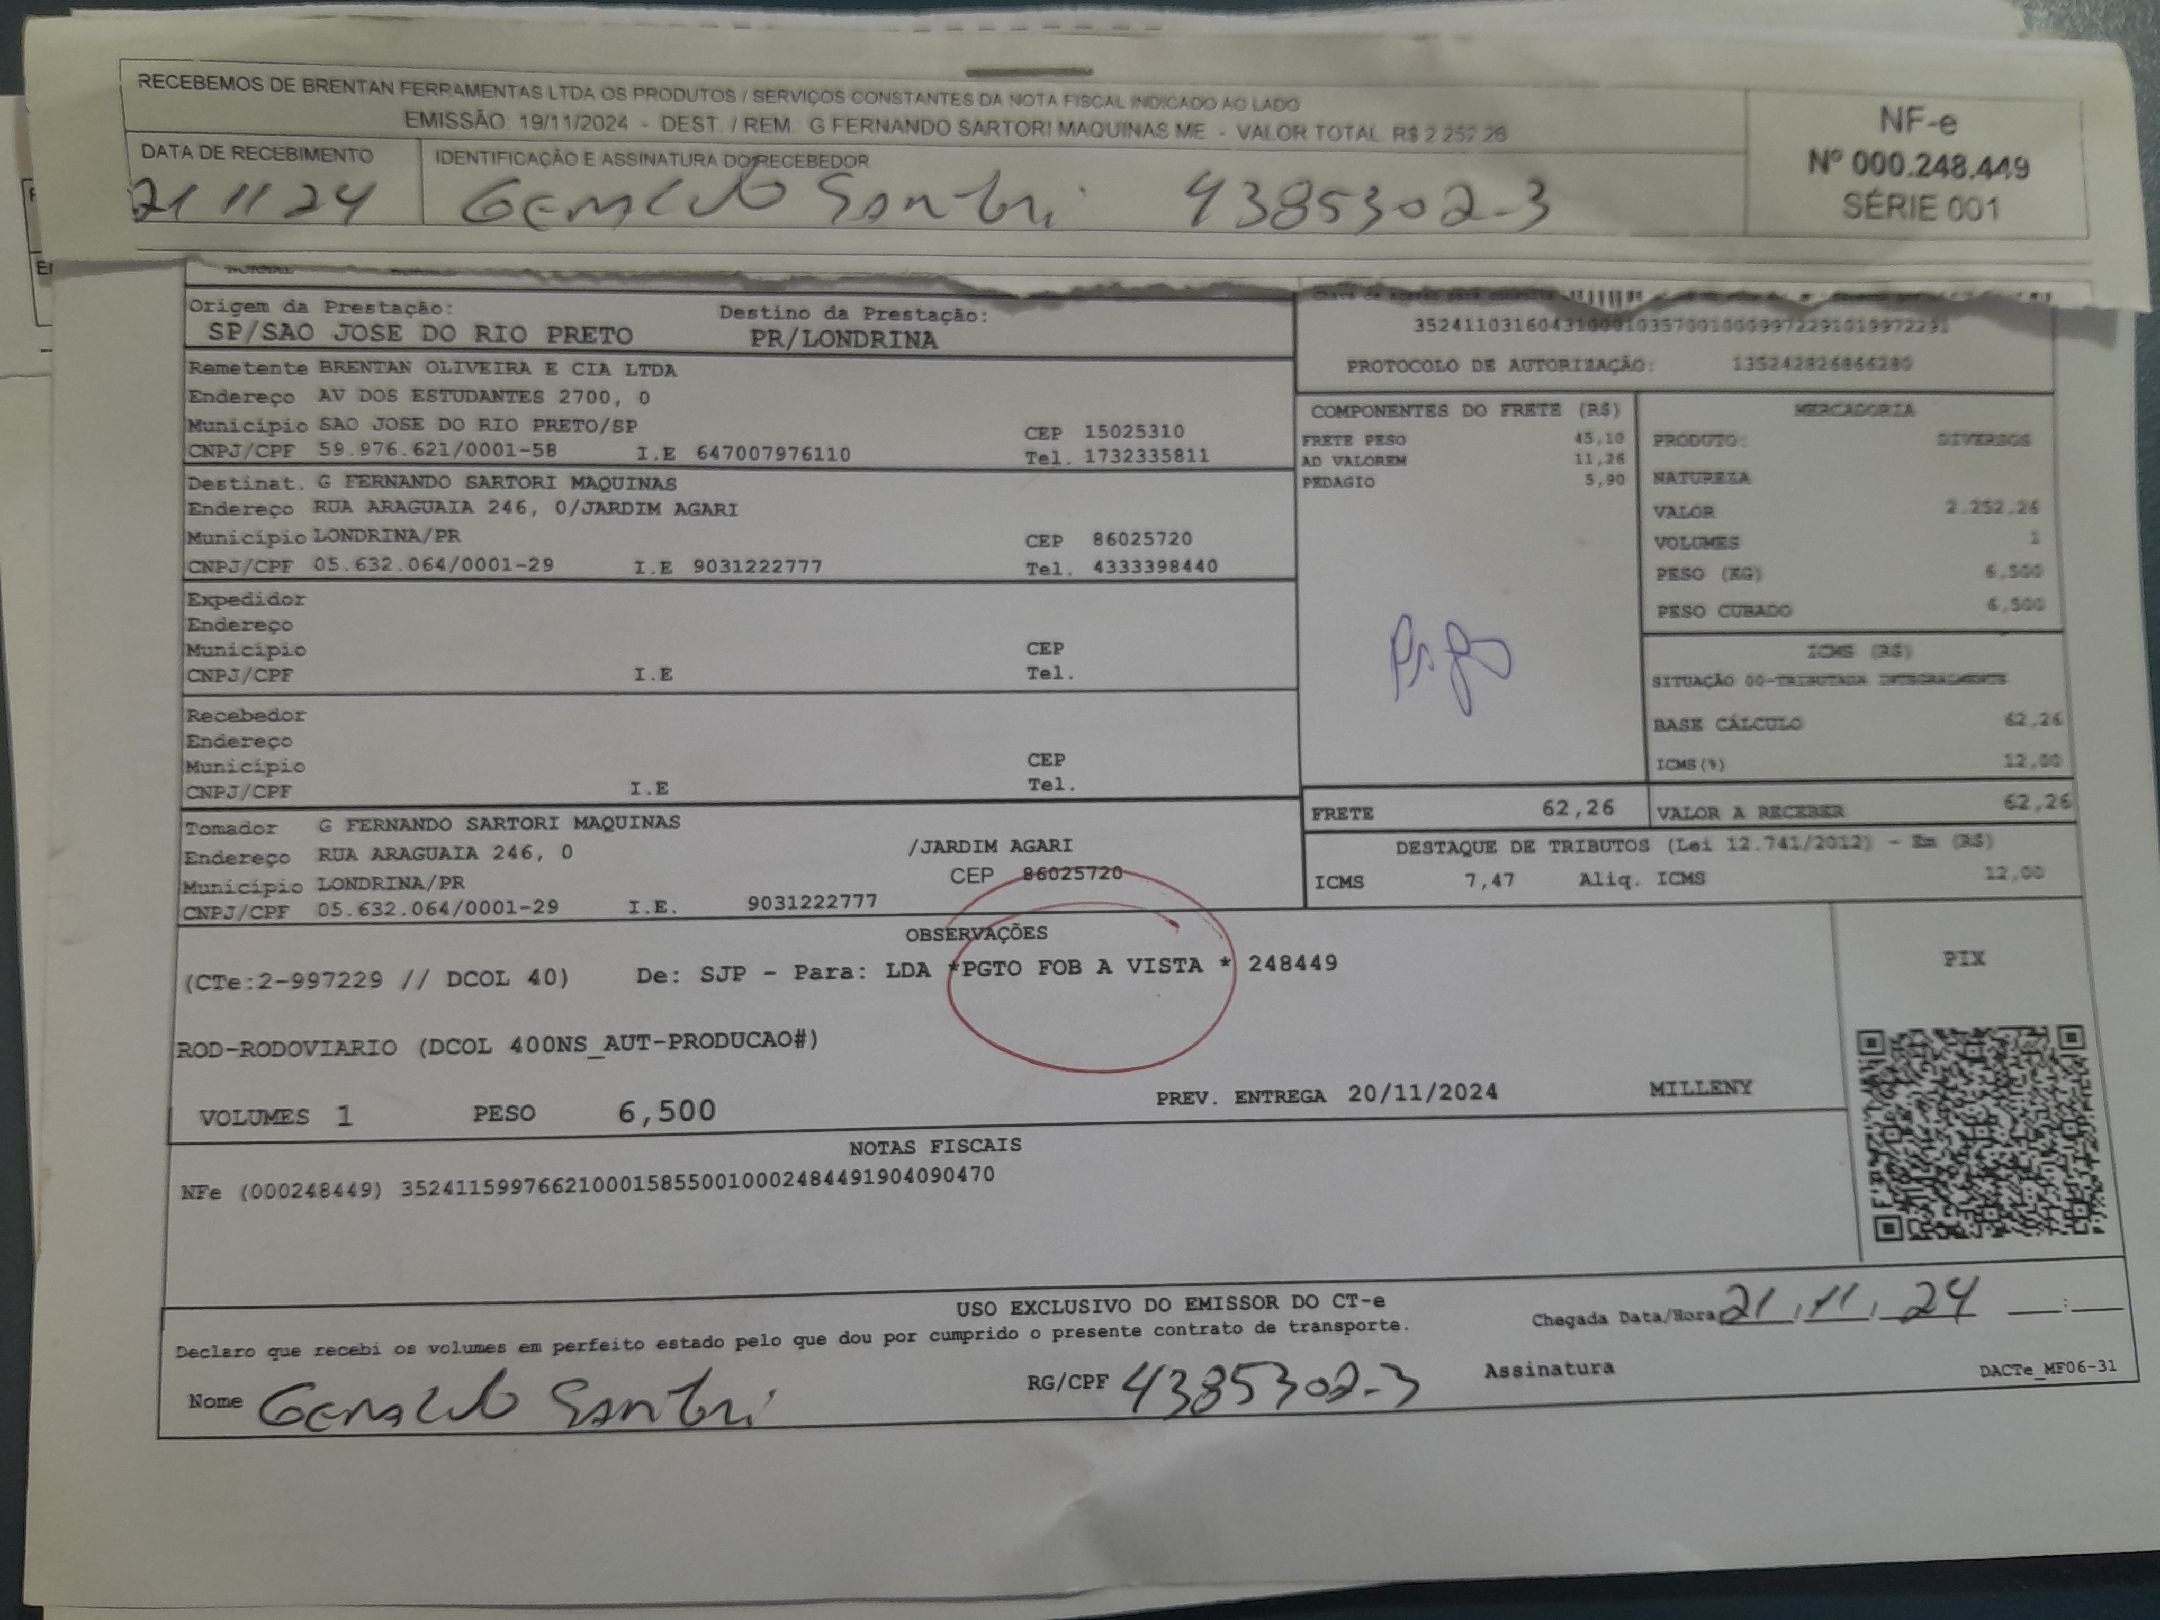 RECEBEMOS DE BRENTAN FERRAMENTAS LTDA OS PRODUTOS / SERVIÇOS CONSTANTES DA NOTA FISCAL INDICADO AO LADO
EMISSÃO: 19/11/2024 - DEST. / REM.: G FERNANDO SARTORI MAQUINAS ME - VALOR TOTAL: R$ 2.252,26
NF-e
Nº 000.248.449
SÉRIE 001
DATA DE RECEBIMENTO
21 11 24
IDENTIFICAÇÃO E ASSINATURA DO RECEBEDOR
Geraldo Sartori 4385302-3
Origem da Prestação:
SP/SAO JOSE DO RIO PRETO
Destino da Prestação:
PR/LONDRINA
PROTOCOLO DE AUTORIZAÇÃO: 135242826866280
Remetente BRENTAN OLIVEIRA E CIA LTDA
Endereço AV DOS ESTUDANTES 2700, 0
Município SAO JOSE DO RIO PRETO/SP CEP 15025310
CNPJ/CPF 59.976.621/0001-58 I.E 647007976110 Tel. 1732335811
Destinat. G FERNANDO SARTORI MAQUINAS
Endereço RUA ARAGUAIA 246, 0/JARDIM AGARI
Município LONDRINA/PR CEP 86025720
CNPJ/CPF 05.632.064/0001-29 I.E 9031222777 Tel. 4333398440
Expedidor
Endereço
Município CEP
CNPJ/CPF I.E Tel.
Recebedor
Endereço
Município CEP
CNPJ/CPF I.E Tel.
Tomador G FERNANDO SARTORI MAQUINAS
Endereço RUA ARAGUAIA 246, 0 /JARDIM AGARI
Município LONDRINA/PR CEP 86025720
CNPJ/CPF 05.632.064/0001-29 I.E. 9031222777
COMPONENTES DO FRETE (R$)
FRETE PESO 45,10
AD VALOREM 11,26
PEDAGIO 5,90
Pago
FRETE 62,26
MERCADORIA
PRODUTO: DIVERSOS
NATUREZA
VALOR 2.252,26
VOLUMES 1
PESO (KG) 6,500
PESO CUBADO 6,500
ICMS (R$)
SITUAÇÃO 00-TRIBUTADA INTEGRALMENTE
BASE CÁLCULO 62,26
ICMS(%) 12,00
VALOR A RECEBER 62,26
DESTAQUE DE TRIBUTOS (Lei 12.741/2012) - Em (R$)
ICMS 7,47 Aliq. ICMS 12,00
OBSERVAÇÕES
(CTe:2-997229 // DCOL 40) De: SJP - Para: LDA *PGTO FOB A VISTA * 248449
ROD-RODOVIARIO (DCOL 400NS_AUT-PRODUCAO#)
VOLUMES 1 PESO 6,500 PREV. ENTREGA 20/11/2024 MILLENY
PIX
NOTAS FISCAIS
NFe (000248449) 35241159976621000158550010002484491904090470
USO EXCLUSIVO DO EMISSOR DO CT-e
Declaro que recebi os volumes em perfeito estado pelo que dou por cumprido o presente contrato de transporte.
Chegada Data/Hora 21, 11, 24 __:__
Nome Geraldo Sartori RG/CPF 4385302-3 Assinatura
DACTe_MF06-31